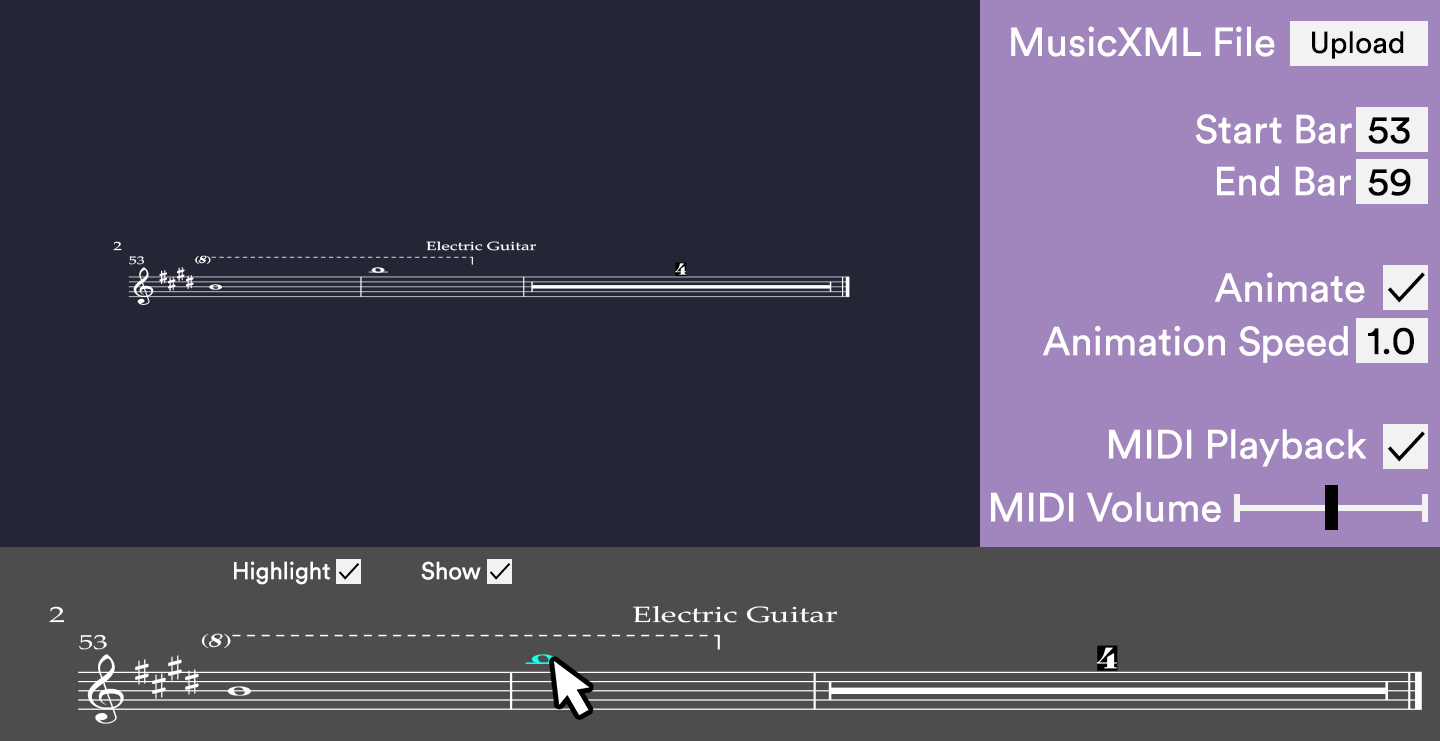 MusicXML File Upload
Start Bar 53
End Bar 59
2 Electric Guitar
53 (8)
4
Animate
Animation Speed 1.0
MIDI Playback
MIDI Volume
Highlight Show
2 Electric Guitar
53 (8)
4